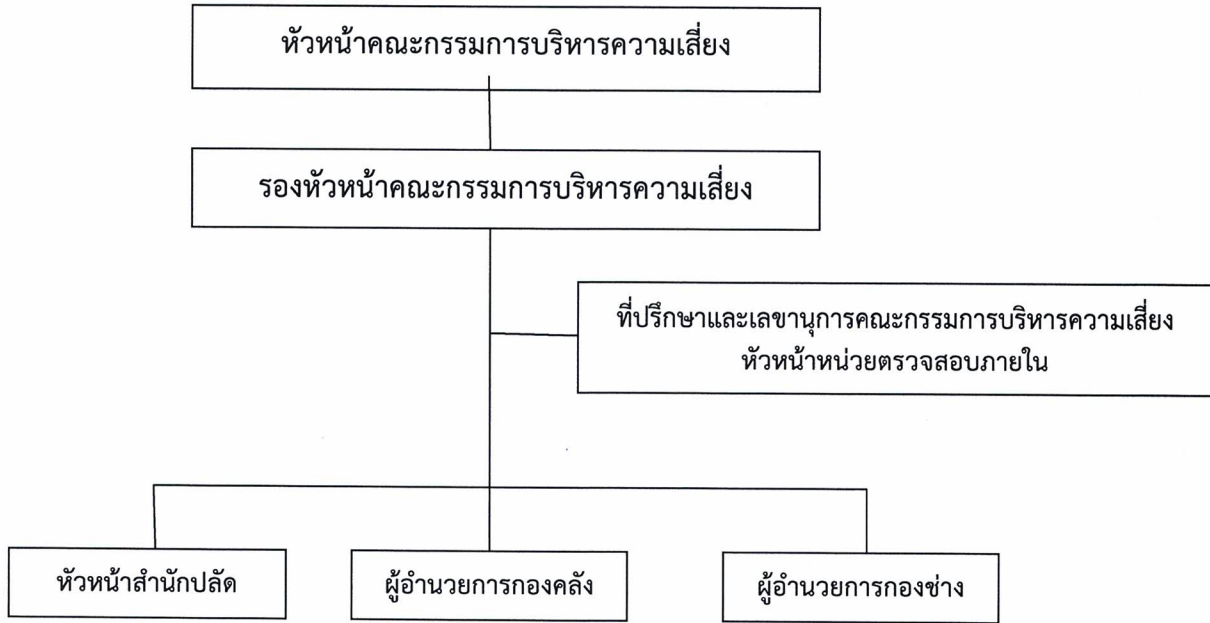 หัวหน้าคณะกรรมการบริหารความเสี่ยง
รองหัวหน้าคณะกรรมการบริหารความเสี่ยง
ที่ปรึกษาและเลขานุการคณะกรรมการบริหารความเสี่ยง
หัวหน้าหน่วยตรวจสอบภายใน
หัวหน้าสำนักปลัด
ผู้อำนวยการกองคลัง
ผู้อำนวยการกองช่าง